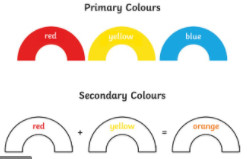 Primary Colours
red yellow blue
Secondary Colours
red + yellow = orange